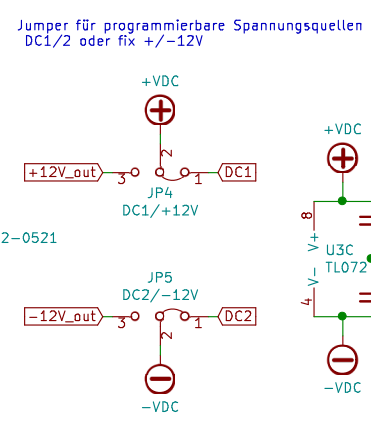 Jumper für programmierbare Spannungsquellen
DC1/2 oder fix +/-12V
+VDC
+VDC
2
+12V_out
3
1
DC1
JP4
DC1/+12V
8
V+
2-0521
U3C
TL072
V-
4
JP5
DC2/-12V
-12V_out
3
1
DC2
2
-VDC
-VDC